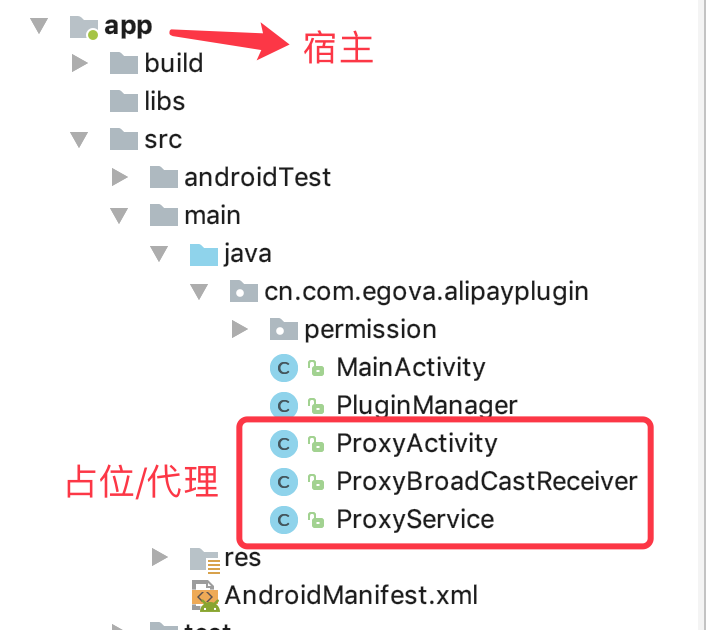 app
宿主
build
libs
src
androidTest
main
java
cn.com.egova.alipayplugin
permission
C MainActivity
C PluginManager
C ProxyActivity
占位/代理
C ProxyBroadCastReceiver
C ProxyService
res
<> AndroidManifest.xml
test